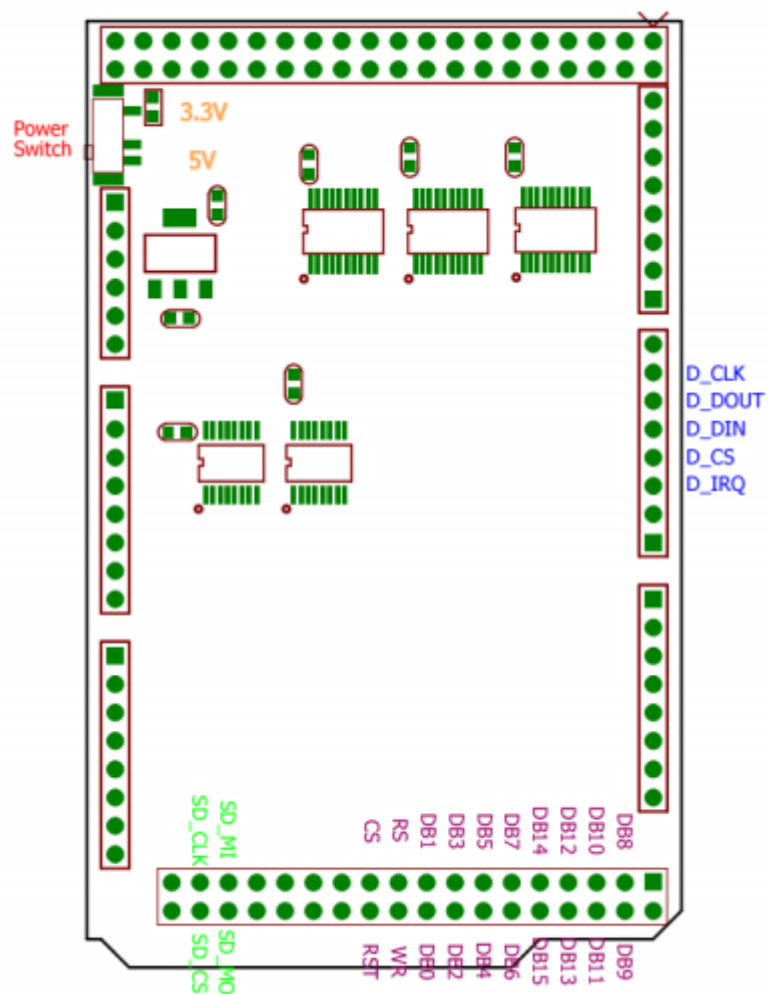 3.3V
Power
Switch
5V
D_CLK
D_DOUT
D_DIN
D_CS
D_IRQ
SD_CLK
SD_MI
CS
RS
DB1
DB3
DB5
DB7
DB14
DB12
DB10
DB8
SD_CS
SD_MO
RST
WR
DB0
DB2
DB4
DB6
DB15
DB13
DB11
DB9